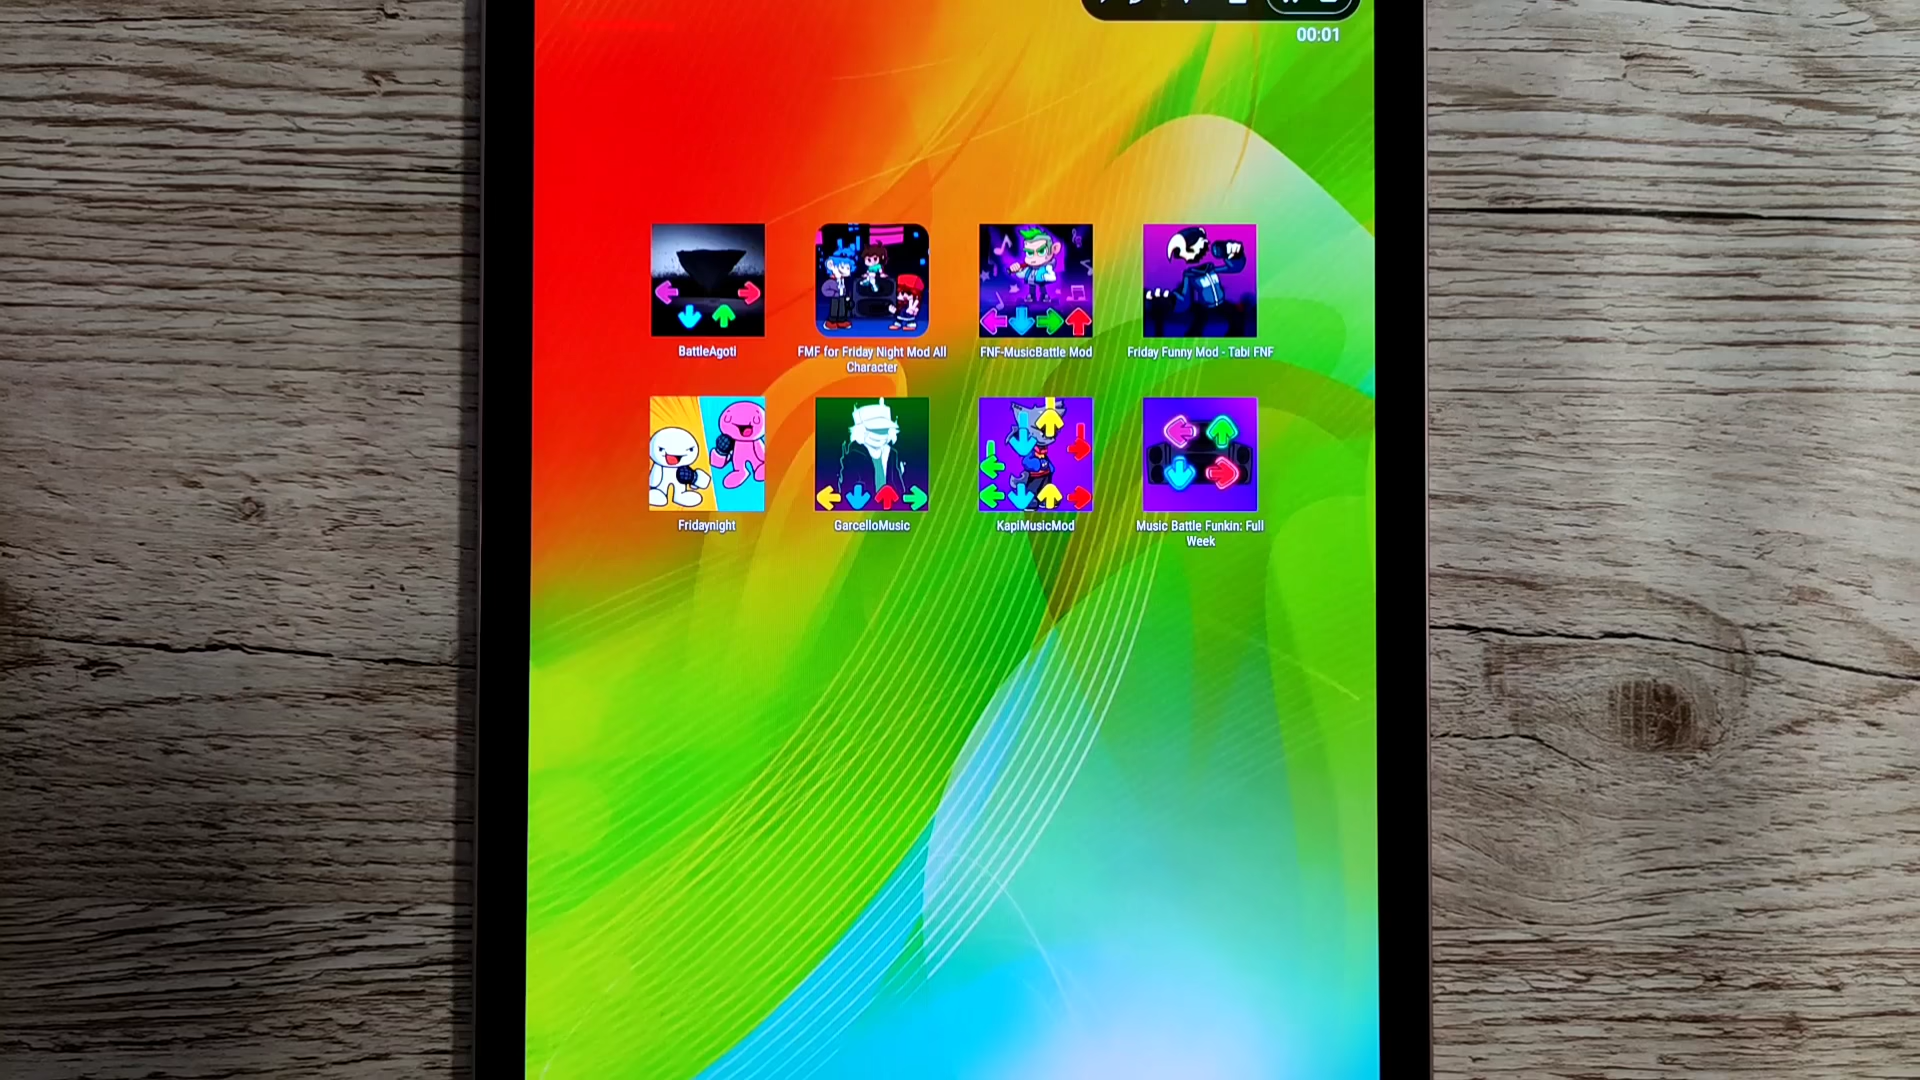 00:01
BattleAgoti
FMF for Friday Night Mod All
Character
FNF-MusicBattle Mod
Friday Funny Mod - Tabi FNF
Fridaynight
GarcelloMusic
KapiMusicMod
Music Battle Funkin: Full
Week